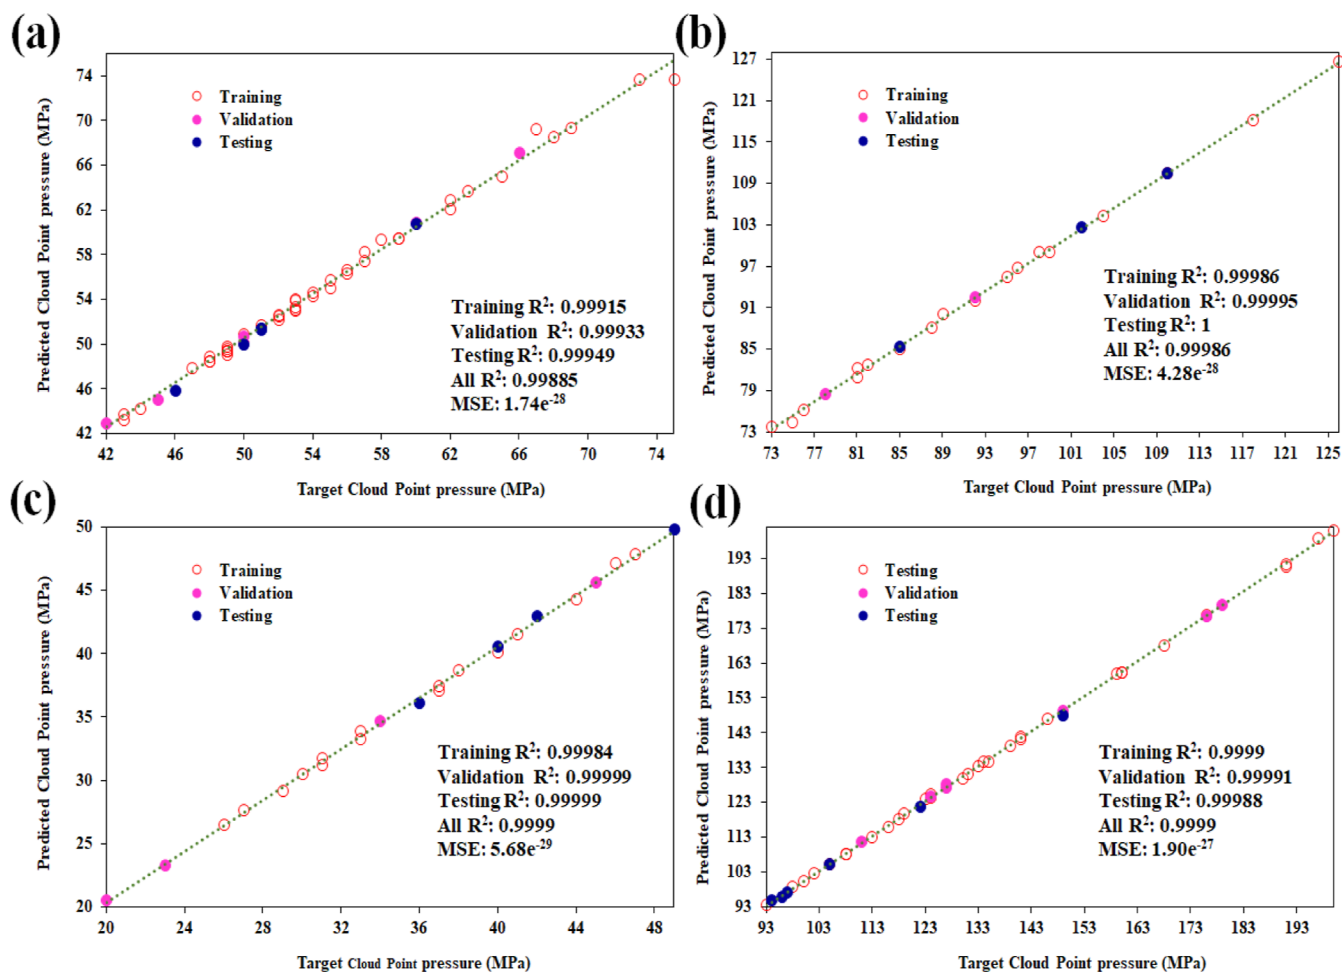 (a)
Predicted Cloud Point pressure (MPa)
74
70
66
62
58
54
50
46
42
Training
Validation
Testing
Training R²: 0.99915
Validation R²: 0.99933
Testing R²: 0.99949
All R²: 0.99885
MSE: 1.74e⁻²⁸
42 46 50 54 58 62 66 70 74
Target Cloud Point pressure (MPa)
(b)
Predicted Cloud Point pressure (MPa)
127
121
115
109
103
97
91
85
79
73
Training
Validation
Testing
Training R²: 0.99986
Validation R²: 0.99995
Testing R²: 1
All R²: 0.99986
MSE: 4.28e⁻²⁸
73 77 81 85 89 93 97 101 105 109 113 117 121 125
Target Cloud Point pressure (MPa)
(c)
Predicted Cloud Point pressure (MPa)
50
45
40
35
30
25
20
Training
Validation
Testing
Training R²: 0.99984
Validation R²: 0.99999
Testing R²: 0.99999
All R²: 0.9999
MSE: 5.68e⁻²⁹
20 24 28 32 36 40 44 48
Target Cloud Point pressure (MPa)
(d)
Predicted Cloud Point pressure (MPa)
193
183
173
163
153
143
133
123
113
103
93
Testing
Validation
Testing
Training R²: 0.9999
Validation R²: 0.99991
Testing R²: 0.99988
All R²: 0.9999
MSE: 1.90e⁻²⁷
93 103 113 123 133 143 153 163 173 183 193
Target Cloud Point pressure (MPa)